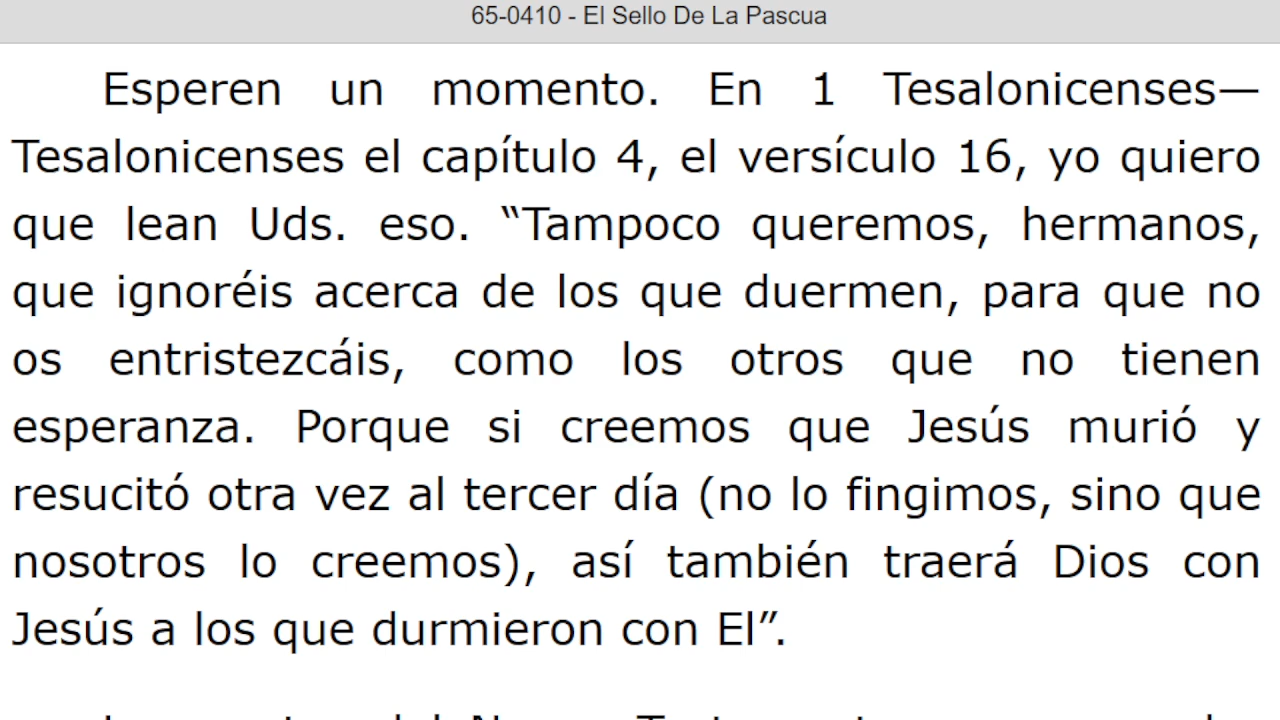 65-0410 - El Sello De La Pascua
Esperen un momento. En 1 Tesalonicenses—
Tesalonicenses el capítulo 4, el versículo 16, yo quiero
que lean Uds. eso. “Tampoco queremos, hermanos,
que ignoréis acerca de los que duermen, para que no
os entristezcáis, como los otros que no tienen
esperanza. Porque si creemos que Jesús murió y
resucitó otra vez al tercer día (no lo fingimos, sino que
nosotros lo creemos), así también traerá Dios con
Jesús a los que durmieron con El”.